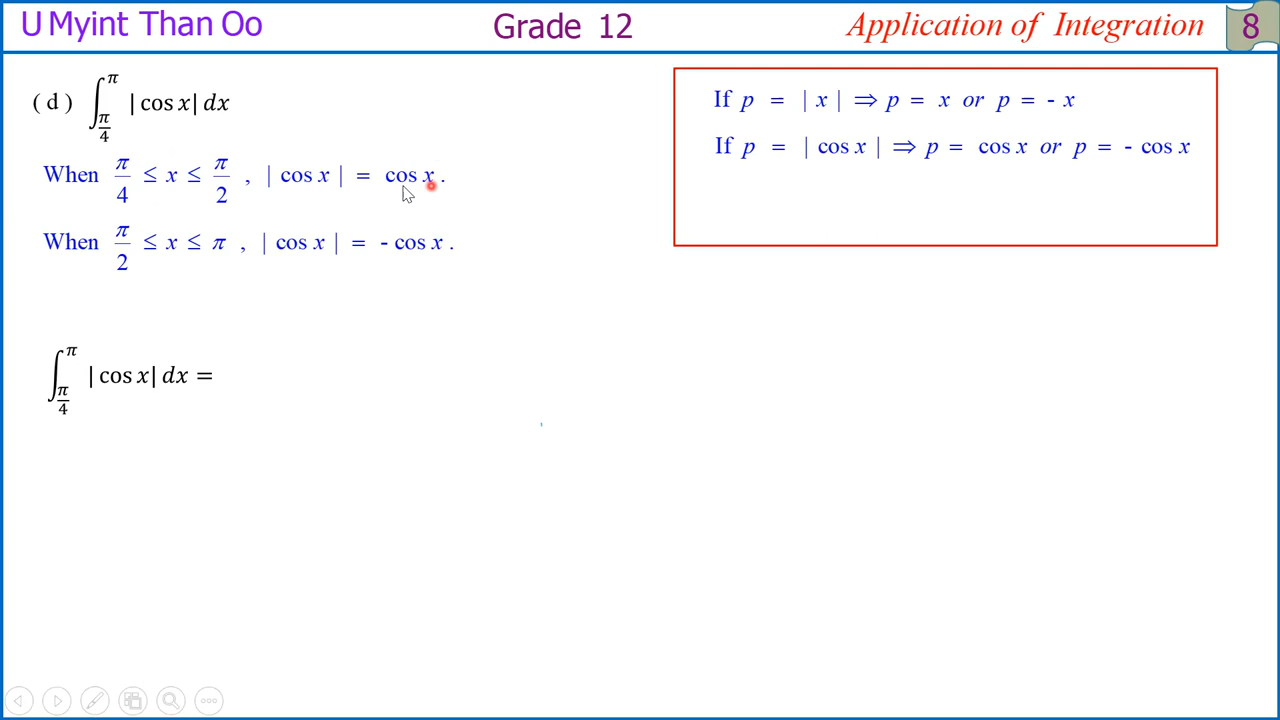 U Myint Than Oo
Grade 12
Application of Integration
8
( d ) ∫_{π/4}^{π} | cos x | dx
When π/4 ≤ x ≤ π/2 , | cos x | = cos x .
When π/2 ≤ x ≤ π , | cos x | = - cos x .
∫_{π/4}^{π} | cos x | dx =
If p = | x | ⇒ p = x or p = - x
If p = | cos x | ⇒ p = cos x or p = - cos x